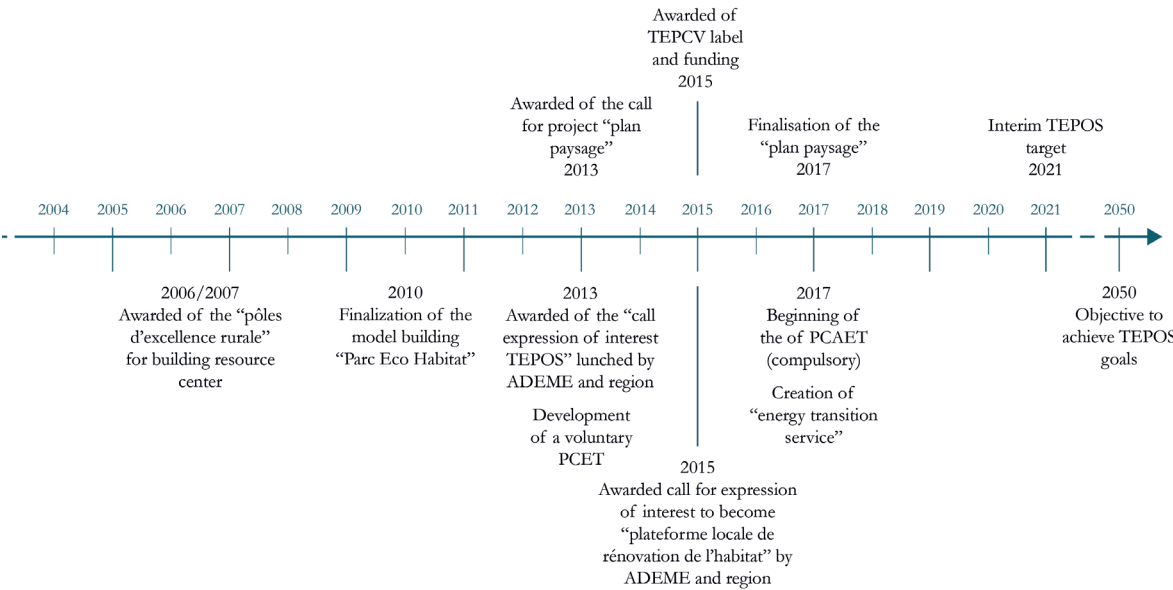 Awarded of
TEPCV label
and funding
2015
Awarded of the call
for project “plan
paysage”
2013
Finalisation of the
“plan paysage”
2017
Interim TEPOS
target
2021
2004 2005 2006 2007 2008 2009 2010 2011 2012 2013 2014 2015 2016 2017 2018 2019 2020 2021 2050
2006/2007
Awarded of the “pôles
d’excellence rurale”
for building resource
center
2010
Finalization of the
model building
“Parc Eco Habitat”
2013
Awarded of the “call
expression of interest
TEPOS” lunched by
ADEME and region
Development
of a voluntary
PCET
2015
Awarded call for expression
of interest to become
“plateforme locale de
rénovation de l’habitat” by
ADEME and region
2017
Beginning of
the of PCAET
(compulsory)
Creation of
“energy transition
service”
2050
Objective to
achieve TEPOS
goals